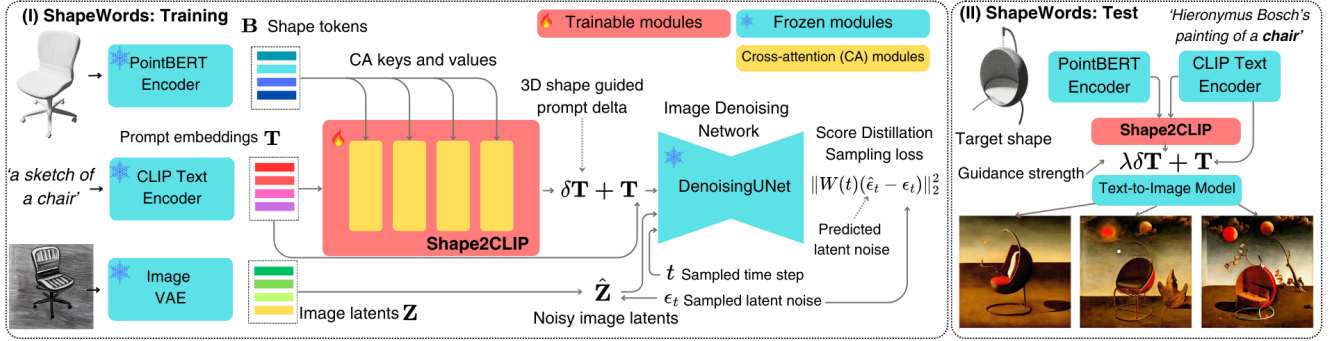 (I) ShapeWords: Training
B Shape tokens
Trainable modules
Frozen modules
Cross-attention (CA) modules
PointBERT
Encoder
CA keys and values
3D shape guided
prompt delta
Image Denoising
Network
Score Distillation
Sampling loss
Prompt embeddings T
'a sketch of
a chair'
CLIP Text
Encoder
Shape2CLIP
δT + T
DenoisingUNet
‖W(t)(ϵ̂ₜ − ϵₜ)‖₂²
Predicted
latent noise
Image
VAE
Image latents Z
Ẑ
Noisy image latents
t Sampled time step
ϵₜ Sampled latent noise
(II) ShapeWords: Test
'Hieronymus Bosch's
painting of a chair'
PointBERT
Encoder
CLIP Text
Encoder
Target shape
Shape2CLIP
λδT + T
Guidance strength
Text-to-Image Model